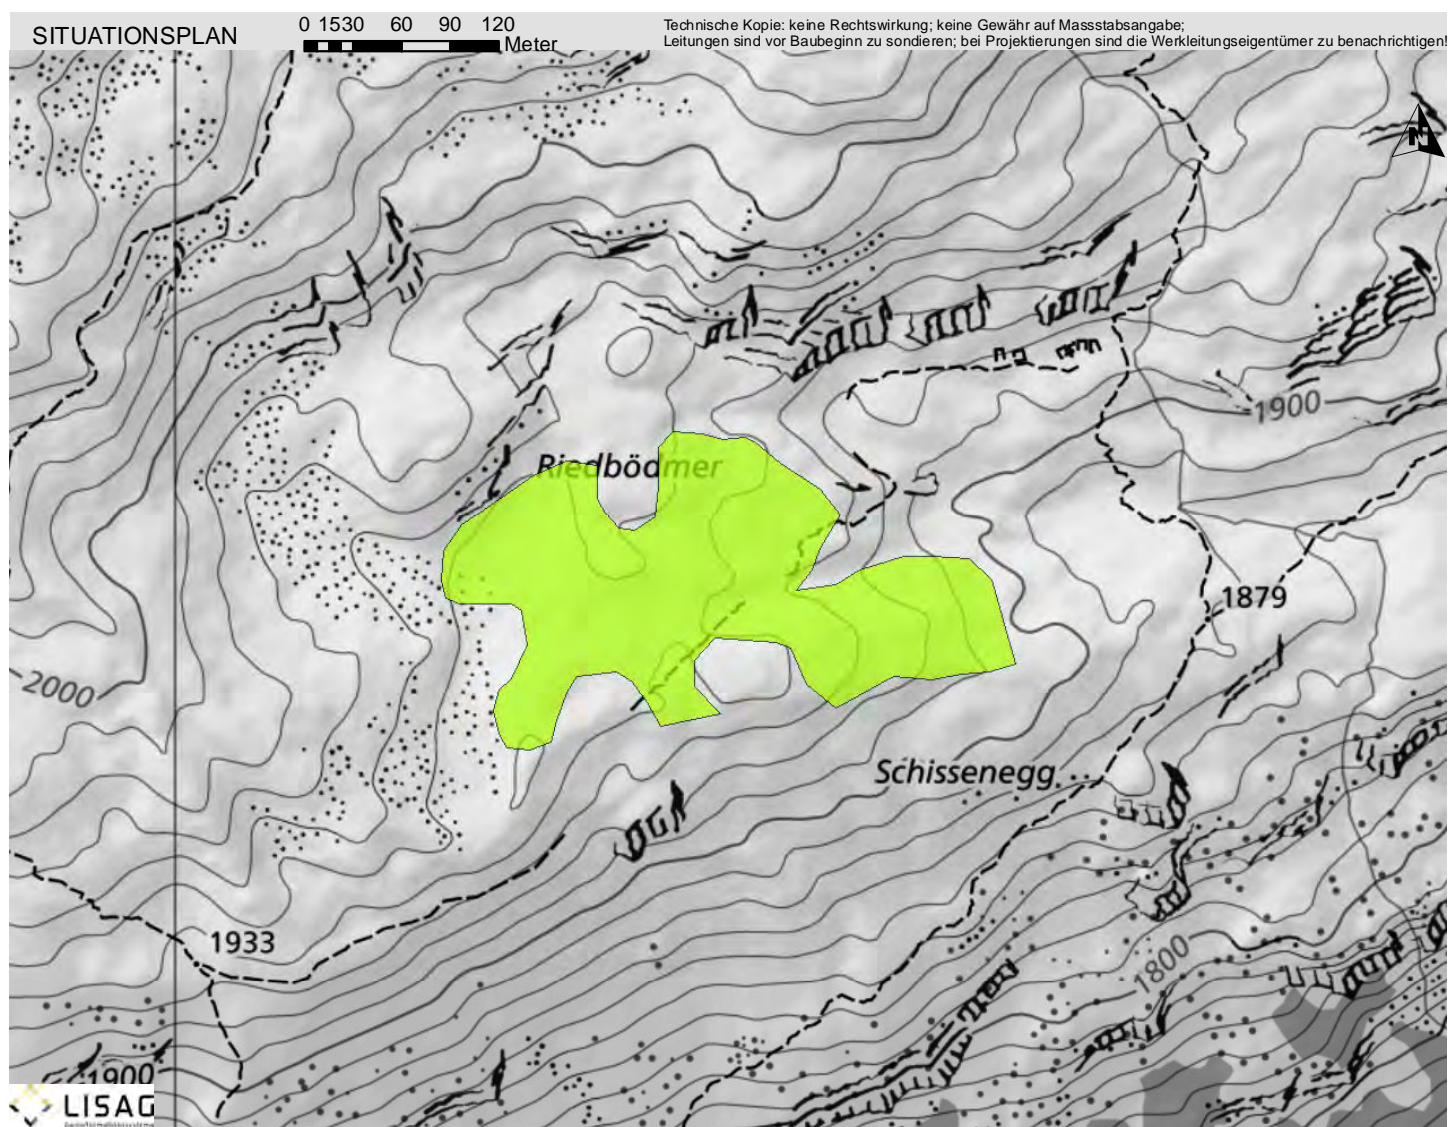 SITUATIONSPLAN
0 1530 60 90 120
Meter
Technische Kopie: keine Rechtswirkung; keine Gewähr auf Massstabsangabe;
Leitungen sind vor Baubeginn zu sondieren; bei Projektierungen sind die Werkleitungseigentümer zu benachrichtigen!
N
1900
Riedbödmer
1879
2000
Schissenegg
1933
1800
1900
LISAG